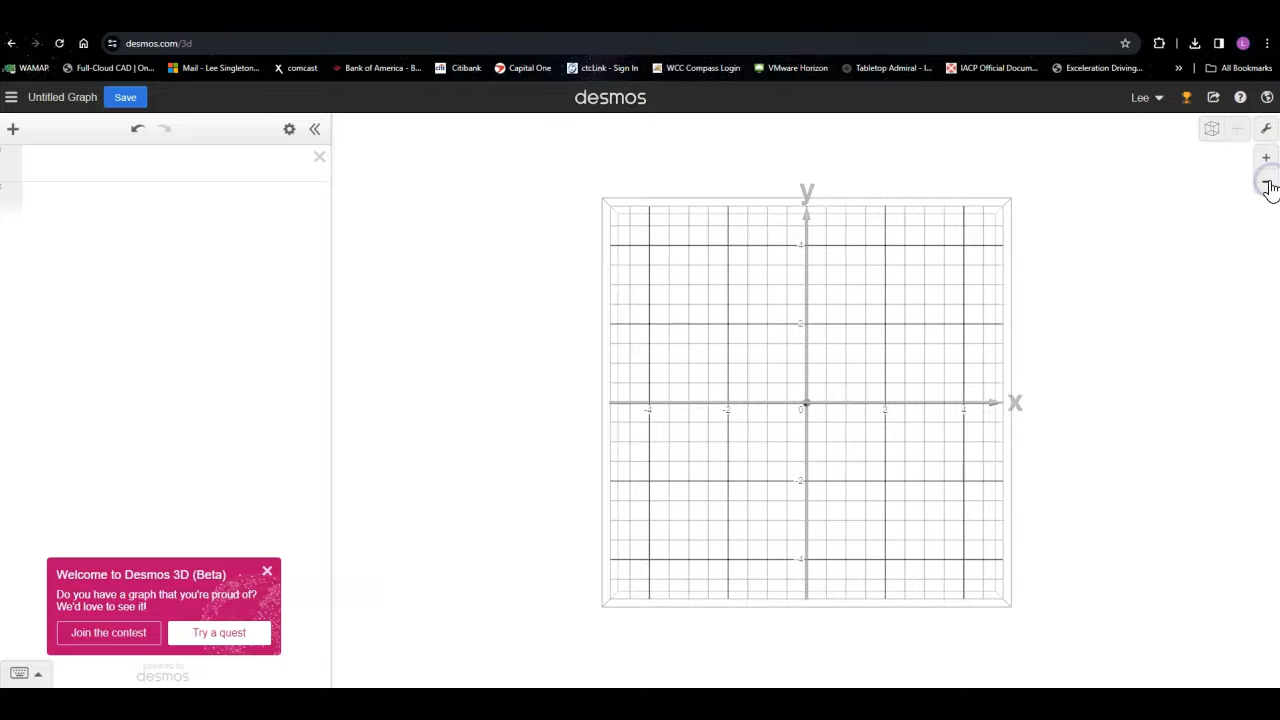 desmos.com/3d
WAMAP Full-Cloud CAD | On... Mail - Lee Singleton... comcast Bank of America - B... Citibank Capital One ctcLink - Sign In WCC Compass Login VMware Horizon Tabletop Admiral - I... IACP Official Docum... Exceleration Driving... » All Bookmarks
Untitled Graph Save desmos Lee
y
4
2
-4 -2 0 2 4 x
-2
-4
Welcome to Desmos 3D (Beta)
Do you have a graph that you're proud of?
We'd love to see it!
Join the contest Try a quest
powered by
desmos